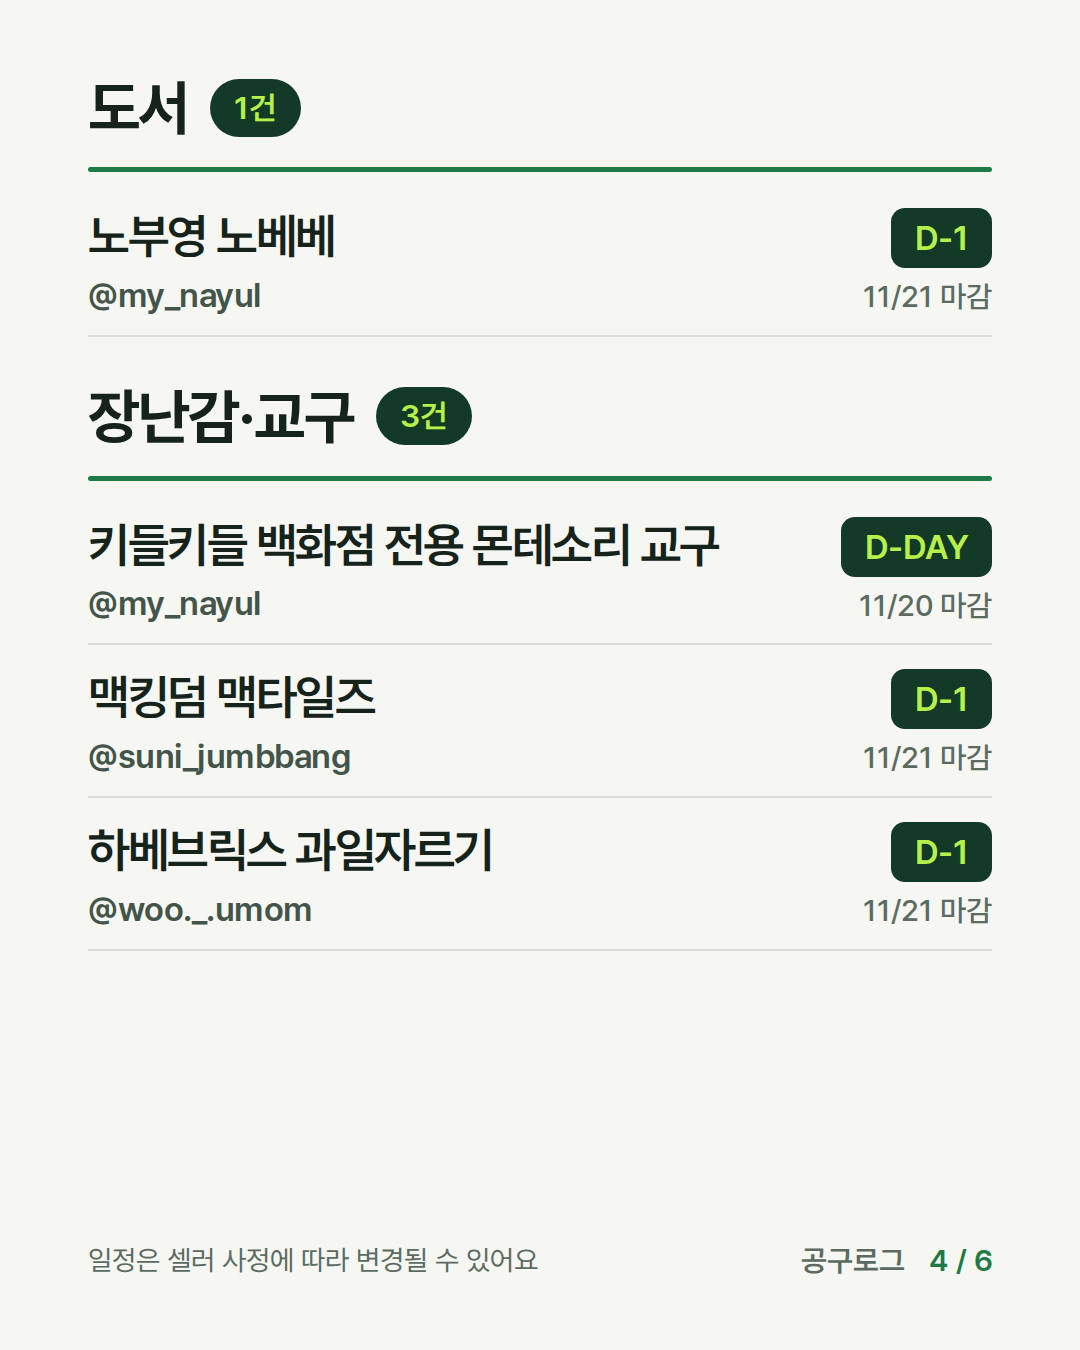 도서 1건
노부영 노베베 D-1
@my_nayul 11/21 마감
장난감·교구 3건
키들키들 백화점 전용 몬테소리 교구 D-DAY
@my_nayul 11/20 마감
맥킹덤 맥타일즈 D-1
@suni_jumbbang 11/21 마감
하베브릭스 과일자르기 D-1
@woo._.umom 11/21 마감
일정은 셀러 사정에 따라 변경될 수 있어요 공구로그 4 / 6